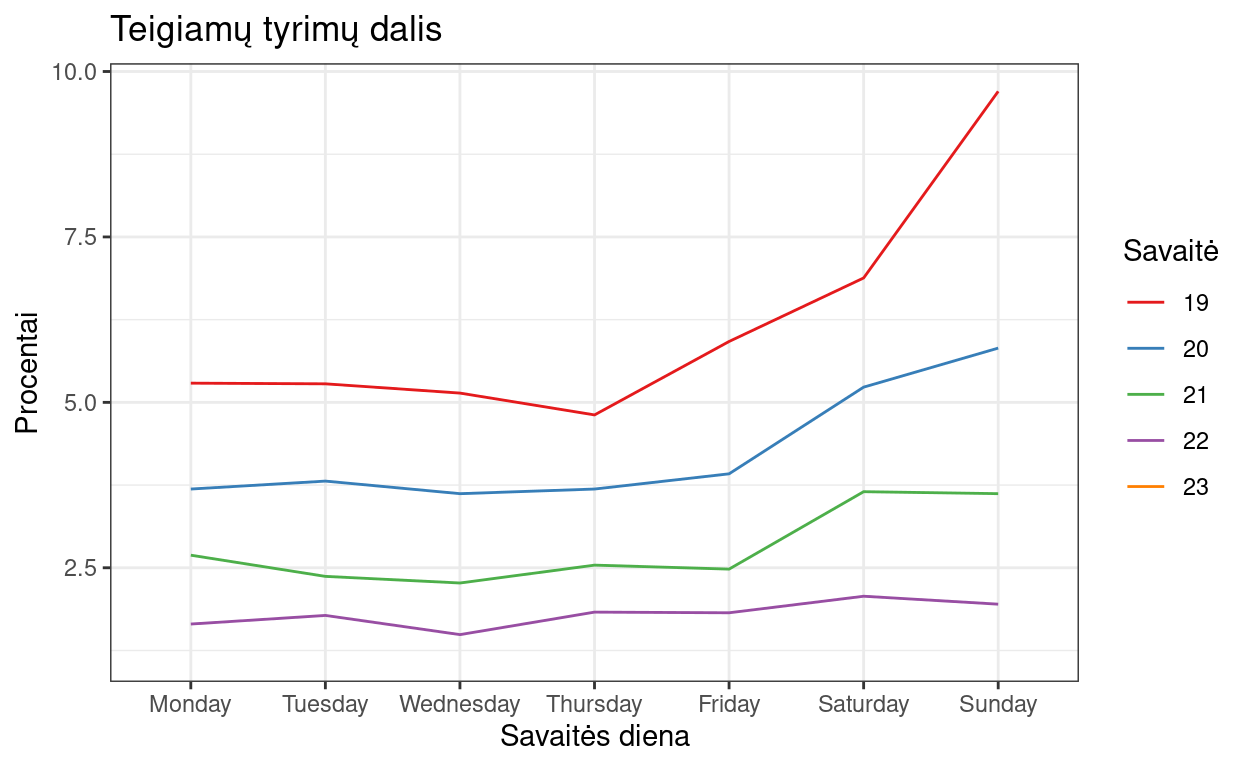 Teigiamų tyrimų dalis
Procentai
10.0
7.5
5.0
2.5
Monday Tuesday Wednesday Thursday Friday Saturday Sunday
Savaitės diena
Savaitė
19
20
21
22
23